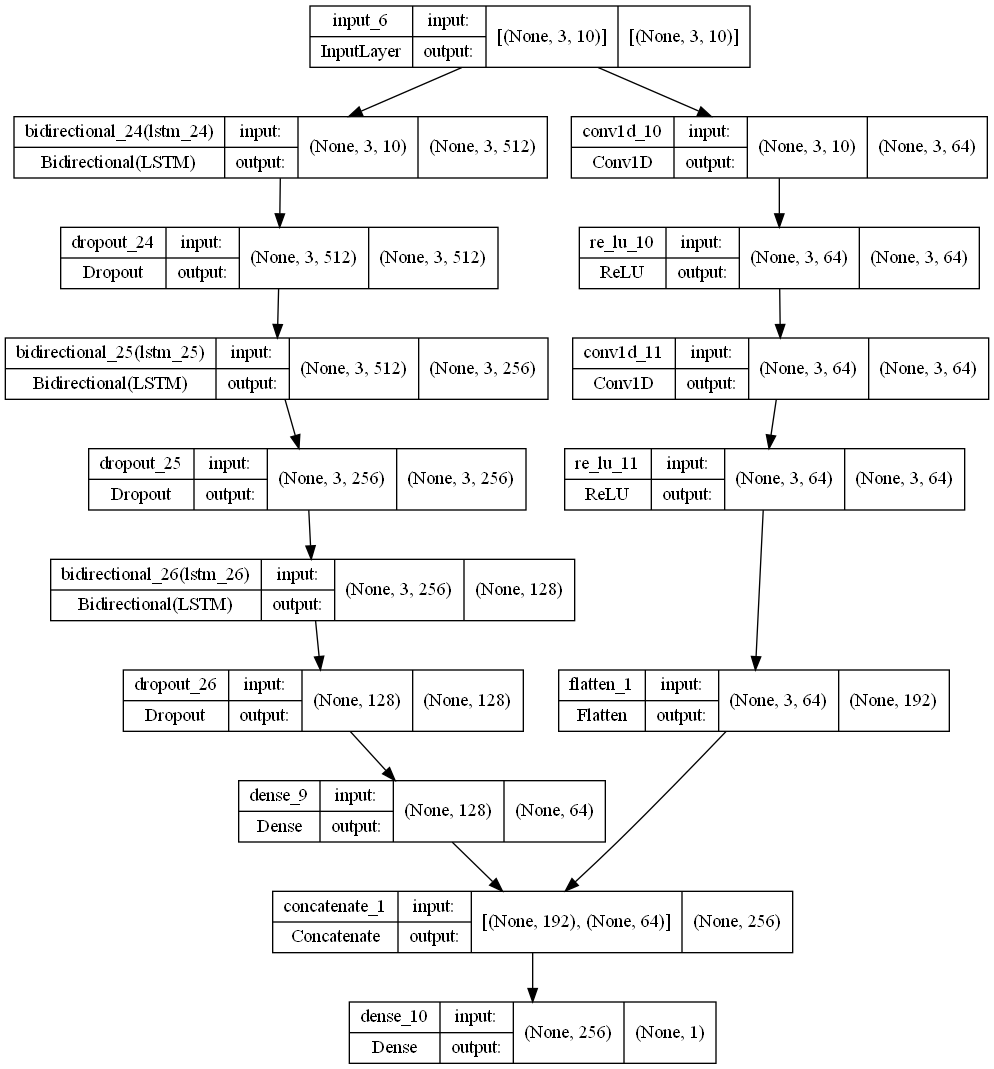 input_6 input: [(None, 3, 10)] [(None, 3, 10)]
InputLayer output:
bidirectional_24(lstm_24) input: (None, 3, 10) (None, 3, 512)
Bidirectional(LSTM) output:
conv1d_10 input: (None, 3, 10) (None, 3, 64)
Conv1D output:
dropout_24 input: (None, 3, 512) (None, 3, 512)
Dropout output:
re_lu_10 input: (None, 3, 64) (None, 3, 64)
ReLU output:
bidirectional_25(lstm_25) input: (None, 3, 512) (None, 3, 256)
Bidirectional(LSTM) output:
conv1d_11 input: (None, 3, 64) (None, 3, 64)
Conv1D output:
dropout_25 input: (None, 3, 256) (None, 3, 256)
Dropout output:
re_lu_11 input: (None, 3, 64) (None, 3, 64)
ReLU output:
bidirectional_26(lstm_26) input: (None, 3, 256) (None, 128)
Bidirectional(LSTM) output:
dropout_26 input: (None, 128) (None, 128)
Dropout output:
flatten_1 input: (None, 3, 64) (None, 192)
Flatten output:
dense_9 input: (None, 128) (None, 64)
Dense output:
concatenate_1 input: [(None, 192), (None, 64)] (None, 256)
Concatenate output:
dense_10 input: (None, 256) (None, 1)
Dense output: